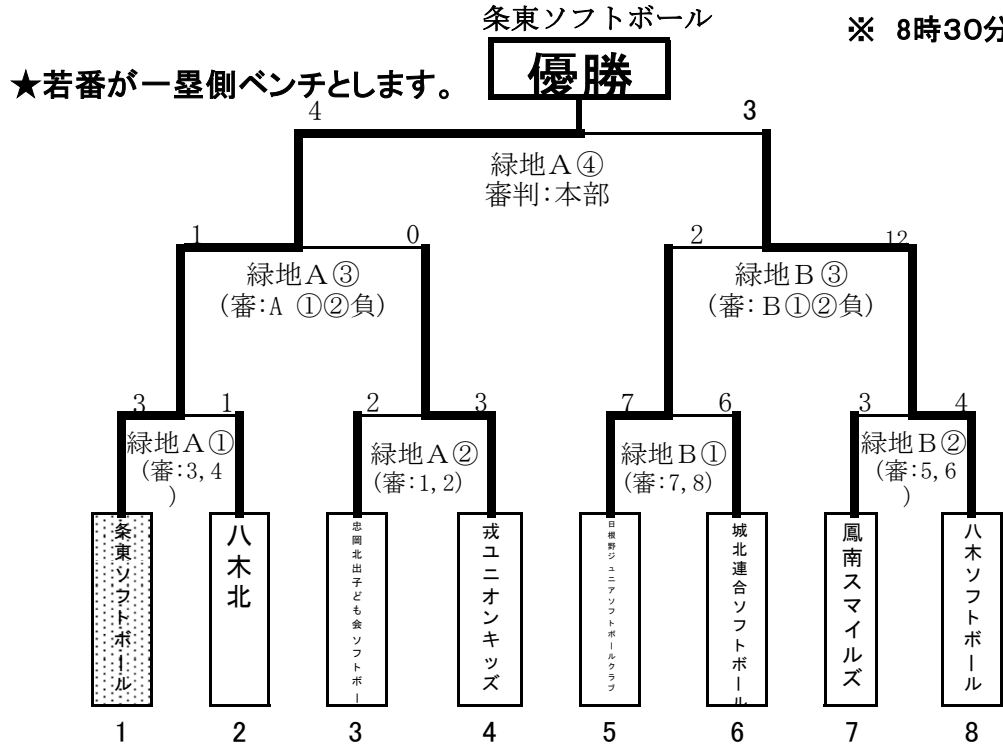 条東ソフトボール
※ 8時30分
優勝
★若番が一塁側ベンチとします。
4
3
緑地A④
審判:本部
1
0
2
12
緑地A③
(審:A ①②負)
緑地B③
(審:B①②負)
3
1
2
3
7
6
3
4
緑地A①
(審:3,4
)
緑地A②
(審:1,2)
緑地B①
(審:7,8)
緑地B②
(審:5,6
)
条東ソフトボール
八木北
忠岡北出子ども会ソフトボー
戎ユニオンキッズ
日根野ジュニアソフトボールクラブ
城北連合ソフトボール
鳳南スマイルズ
八木ソフトボール
1
2
3
4
5
6
7
8